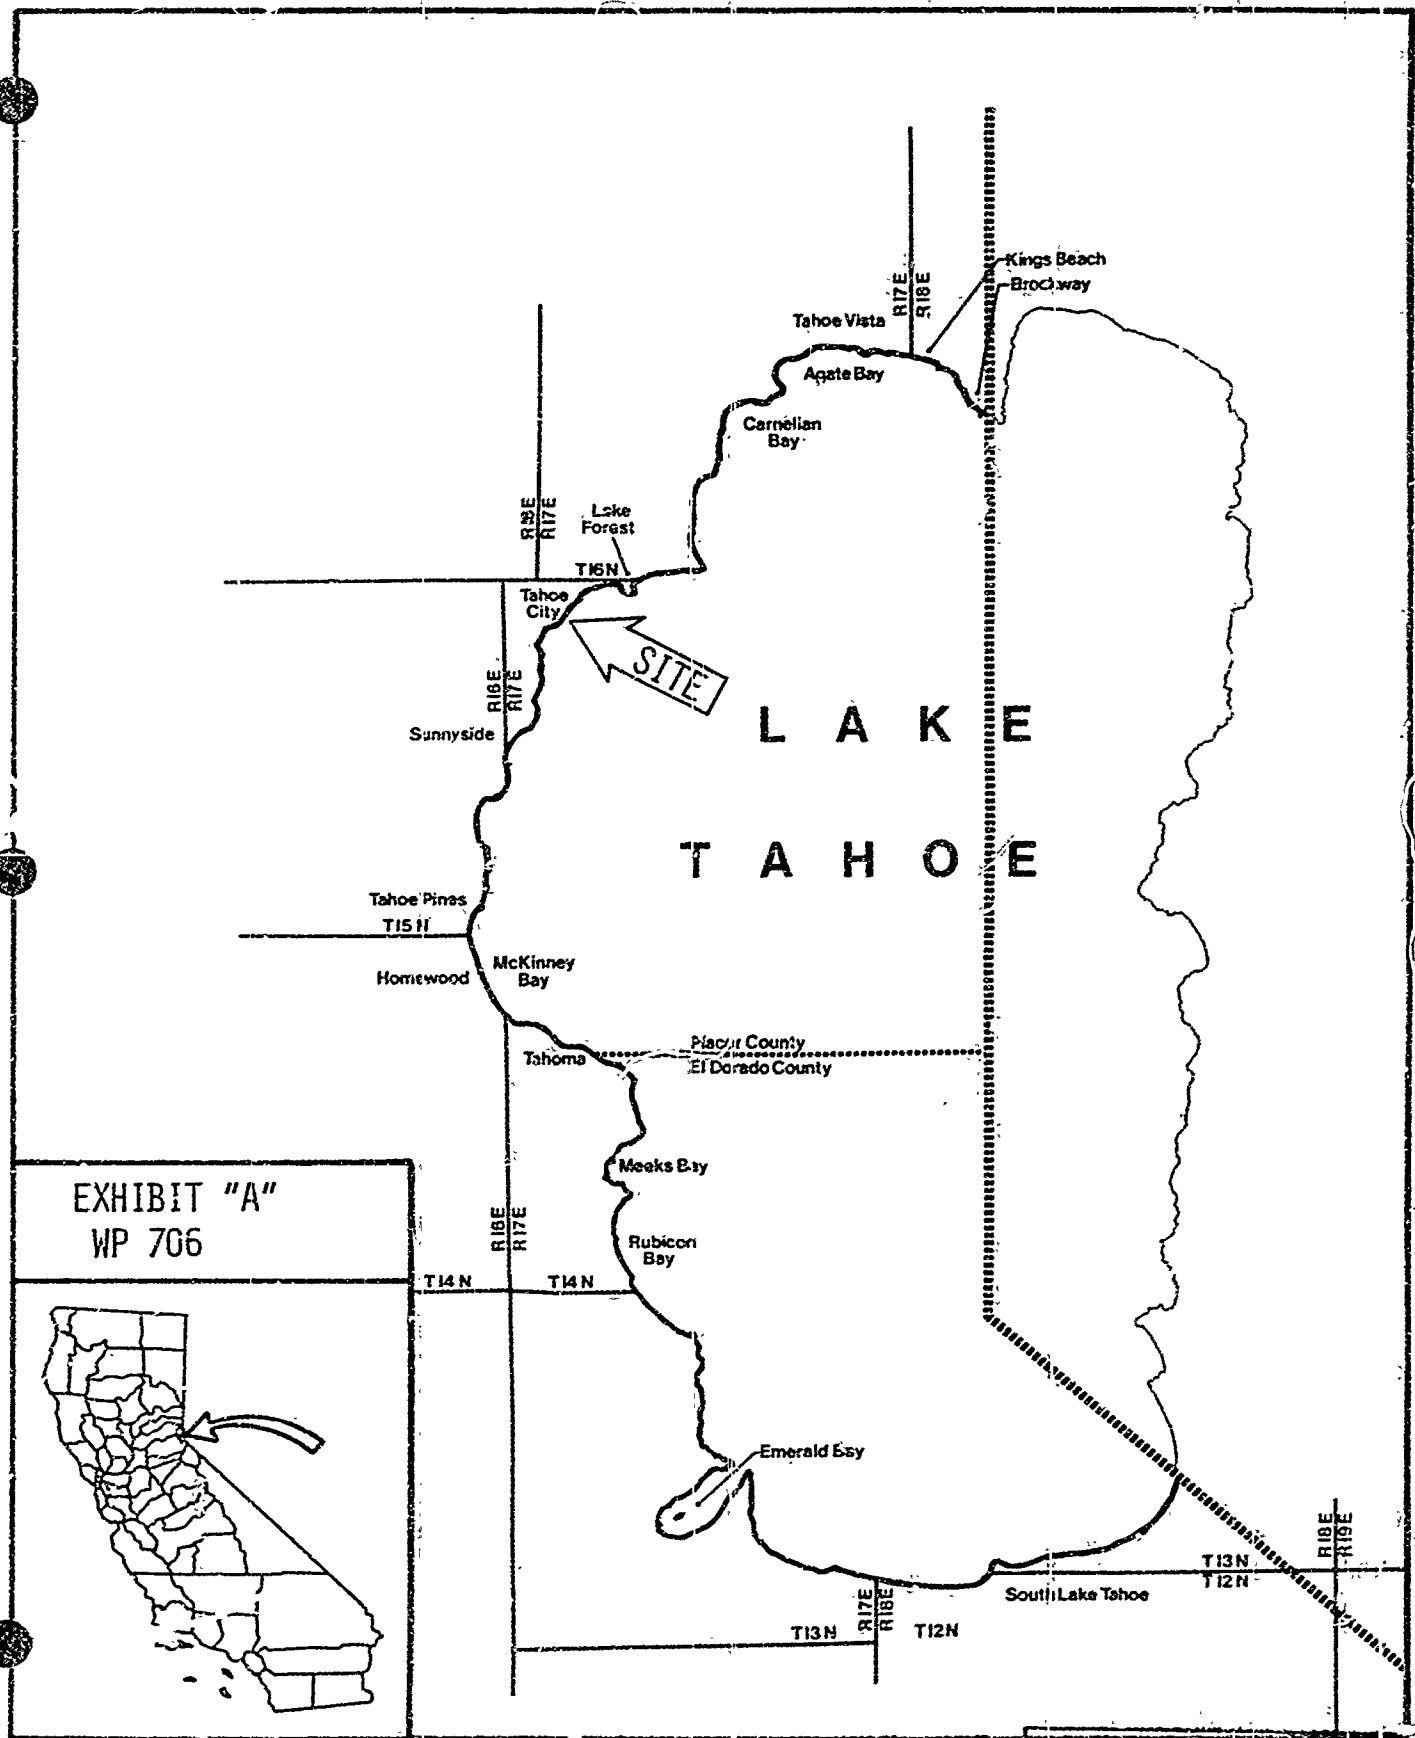 Kings Beach
Brockway
R17E
R18E
Tahoe Vista
Agate Bay
Carnelian
Bay
R16E
R17E
Lake
Forest
T16N
Tahoe
City
SITE
R16E
R17E
Sunnyside
LAKE
TAHOE
Tahoe Pines
T15N
Homewood
McKinney
Bay
Tahoma
Placer County
El Dorado County
Meeks Bay
EXHIBIT "A"
WP 706
R16E
R17E
Rubicon
Bay
T14N
T14N
Emerald Bay
R18E
R19E
T13N
T12N
South Lake Tahoe
R17E
R18E
T13N
T12N